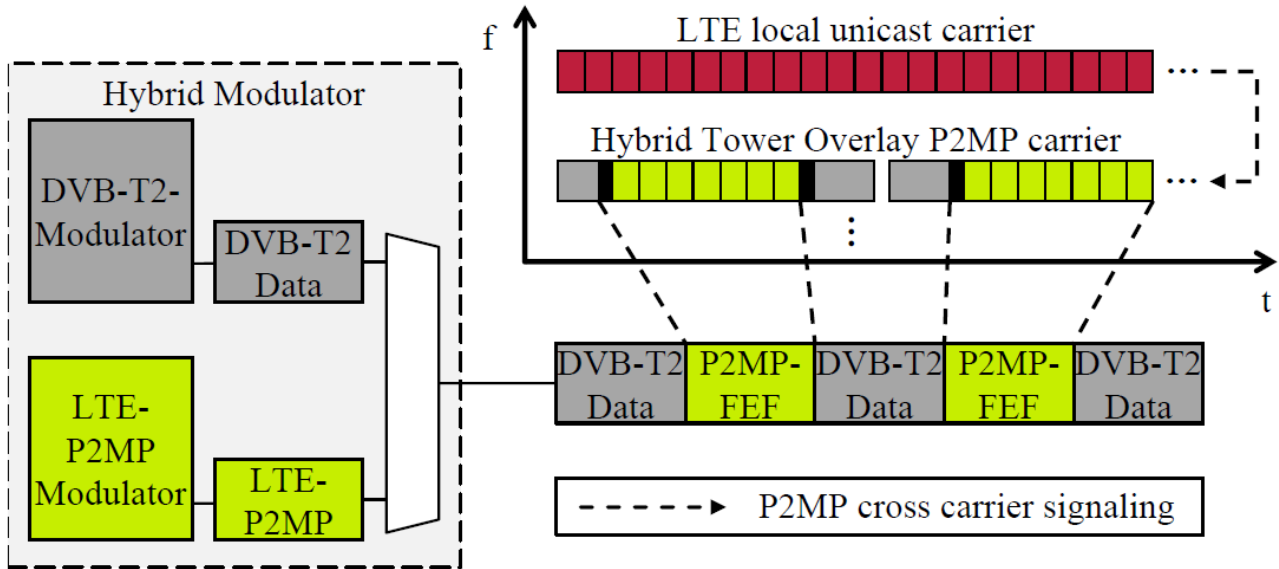 Hybrid Modulator
DVB-T2-
Modulator
DVB-T2
Data
LTE-
P2MP
Modulator
LTE-
P2MP
f
LTE local unicast carrier
...
Hybrid Tower Overlay P2MP carrier
...
⋮
t
DVB-T2
Data
P2MP-
FEF
DVB-T2
Data
P2MP-
FEF
DVB-T2
Data
P2MP cross carrier signaling